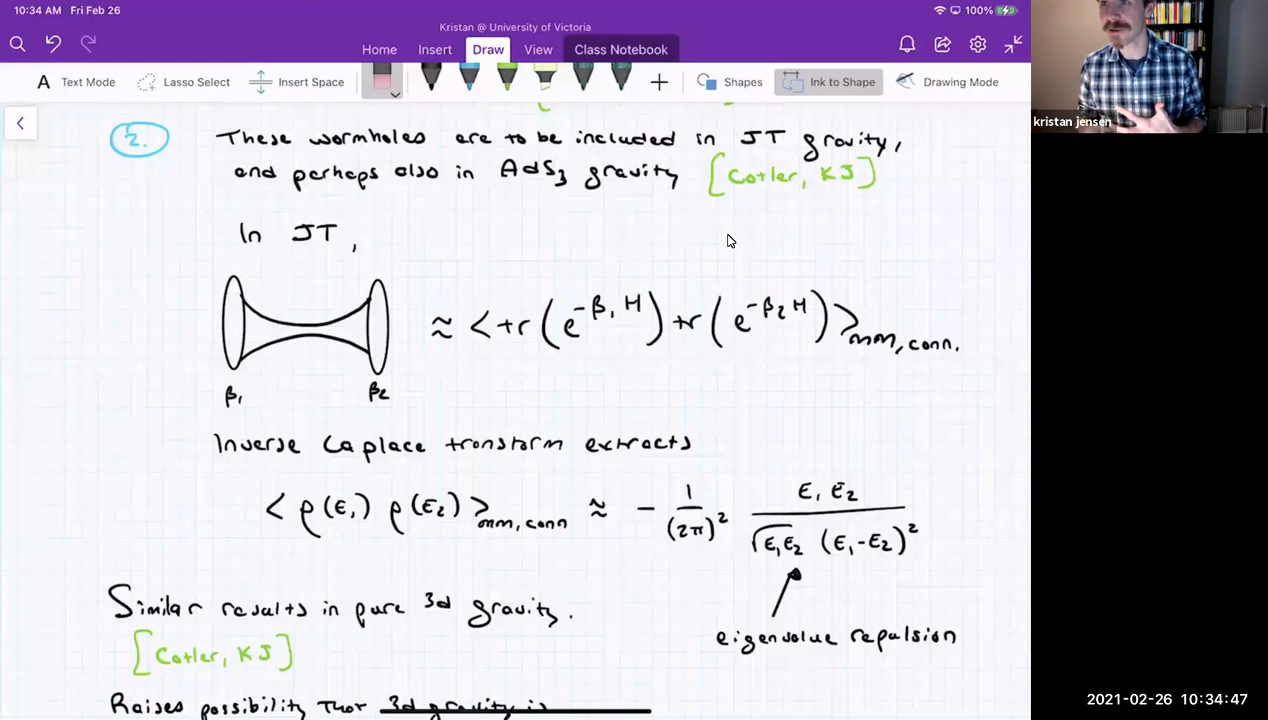 10:34 AM Fri Feb 26
100%
Kristan @ University of Victoria
Home Insert Draw View Class Notebook
A Text Mode Lasso Select Insert Space Shapes Ink to Shape Drawing Mode
kristan jensen
2. These wormholes are to be included in JT gravity,
and perhaps also in AdS₃ gravity [Cotler, KJ]
In JT,
β₁ β₂ ≈ < tr (e^{-β₁H}) tr (e^{-β₂H}) >_{mm, conn.}
Inverse Laplace transform extracts
< ρ(E₁) ρ(E₂) >_{mm, conn} ≈ - 1/(2π)² E₁ E₂ / √E₁E₂ (E₁-E₂)²
eigenvalue repulsion
Similar results in pure 3d gravity.
[Cotler, KJ]
Raises possibility that 3d gravity is
2021-02-26 10:34:47